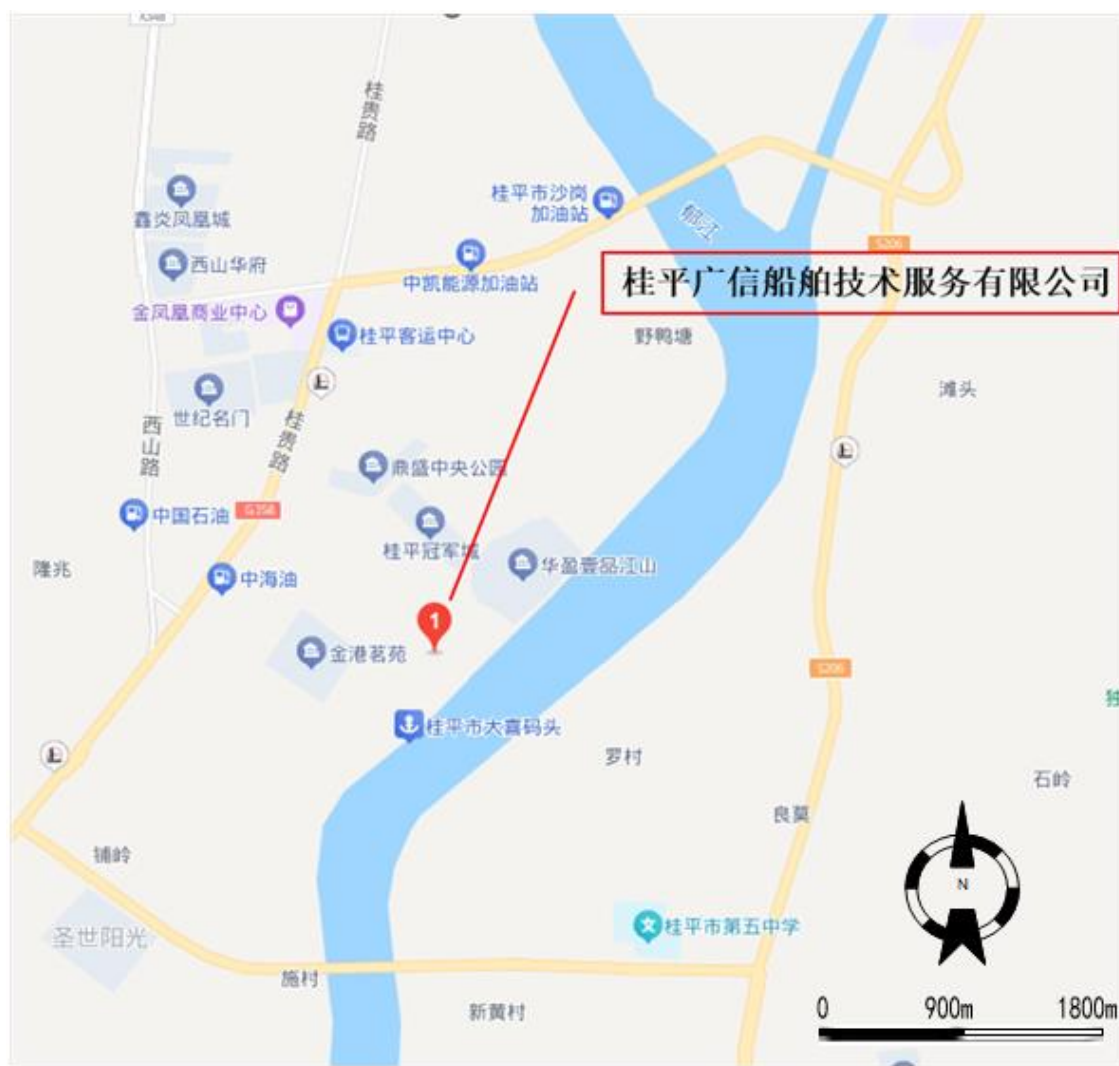 X348
桂贵路
桂平市沙岗
加油站
郁江
鑫炎凤凰城
西山华府
中凯能源加油站
S206
桂平广信船舶技术服务有限公司
金凤凰商业中心
桂平客运中心
野鸭塘
滩头
世纪名门
西山路
桂贵路
鼎盛中央公园
中国石油
G358
桂平冠军城
华盈壹品江山
隆兆
中海油
1
金港茗苑
S206
独
桂平市大喜码头
罗村
石岭
良莫
铺岭
N
圣世阳光
桂平市第五中学
施村
新黄村
0 900m 1800m